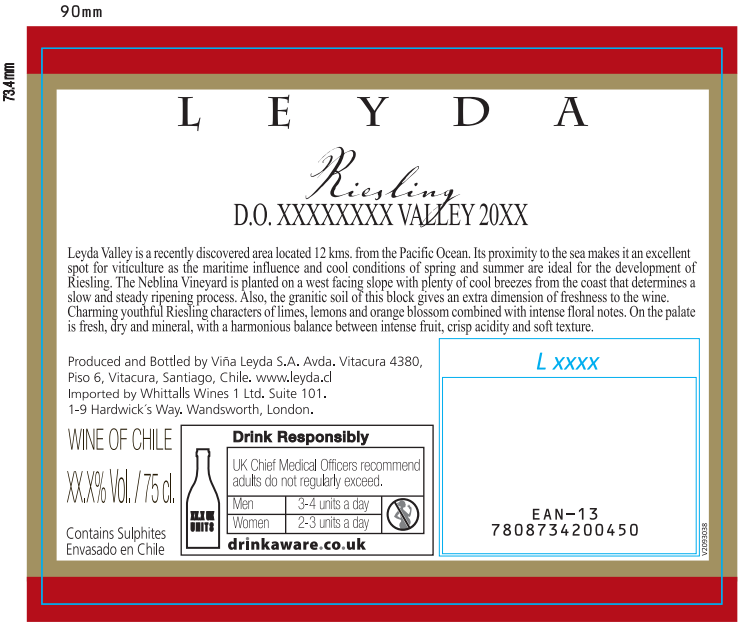 90mm
73.4mm
L E Y D A
Riesling
D.O. XXXXXXXX VALLEY 20XX
Leyda Valley is a recently discovered area located 12 kms. from the Pacific Ocean. Its proximity to the sea makes it an excellent
spot for viticulture as the maritime influence and cool conditions of spring and summer are ideal for the development of
Riesling. The Neblina Vineyard is planted on a west facing slope with plenty of cool breezes from the coast that determines a
slow and steady ripening process. Also, the granitic soil of this block gives an extra dimension of freshness to the wine.
Charming youthful Riesling characters of limes, lemons and orange blossom combined with intense floral notes. On the palate
is fresh, dry and mineral, with a harmonious balance between intense fruit, crisp acidity and soft texture.
Produced and Bottled by Viña Leyda S.A. Avda. Vitacura 4380,
Piso 6, Vitacura, Santiago, Chile. www.leyda.cl
Imported by Whittalls Wines 1 Ltd. Suite 101.
1-9 Hardwick´s Way. Wandsworth, London.
WINE OF CHILE
XX.X% Vol. / 75 cl.
Contains Sulphites
Envasado en Chile
XX.X UK
UNITS
Drink Responsibly
UK Chief Medical Officers recommend
adults do not regularly exceed.
Men 3-4 units a day
Women 2-3 units a day
drinkaware.co.uk
L xxxx
EAN-13
7808734200450
V2093038